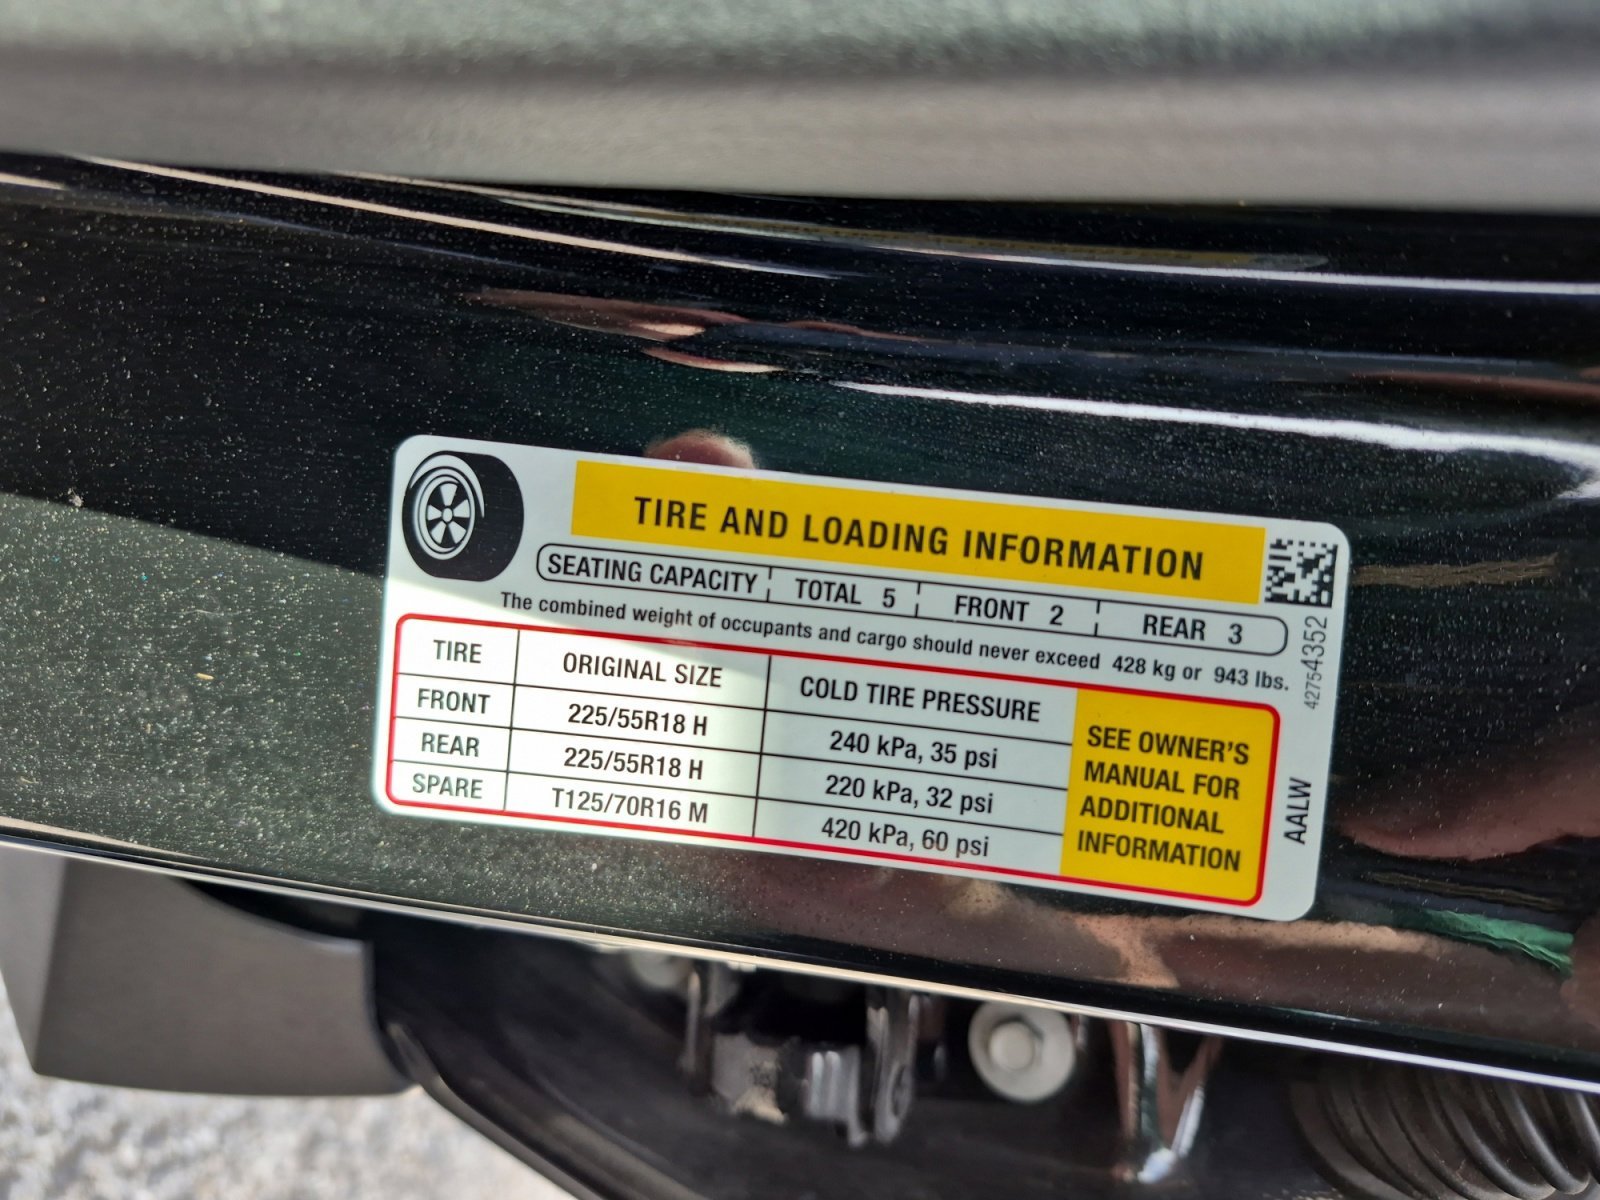 TIRE AND LOADING INFORMATION
SEATING CAPACITY TOTAL 5 FRONT 2 REAR 3
The combined weight of occupants and cargo should never exceed 428 kg or 943 lbs.
TIRE ORIGINAL SIZE COLD TIRE PRESSURE
FRONT 225/55R18 H 240 kPa, 35 psi
REAR 225/55R18 H 220 kPa, 32 psi
SPARE T125/70R16 M 420 kPa, 60 psi
SEE OWNER'S
MANUAL FOR
ADDITIONAL
INFORMATION
42754352
AALW